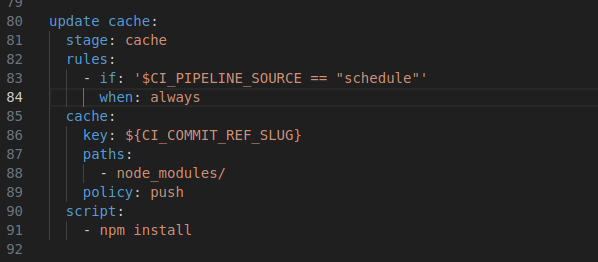 79
80 update cache:
81   stage: cache
82   rules:
83     - if: '$CI_PIPELINE_SOURCE == "schedule"'
84       when: always
85   cache:
86     key: ${CI_COMMIT_REF_SLUG}
87     paths:
88       - node_modules/
89     policy: push
90   script:
91     - npm install
92